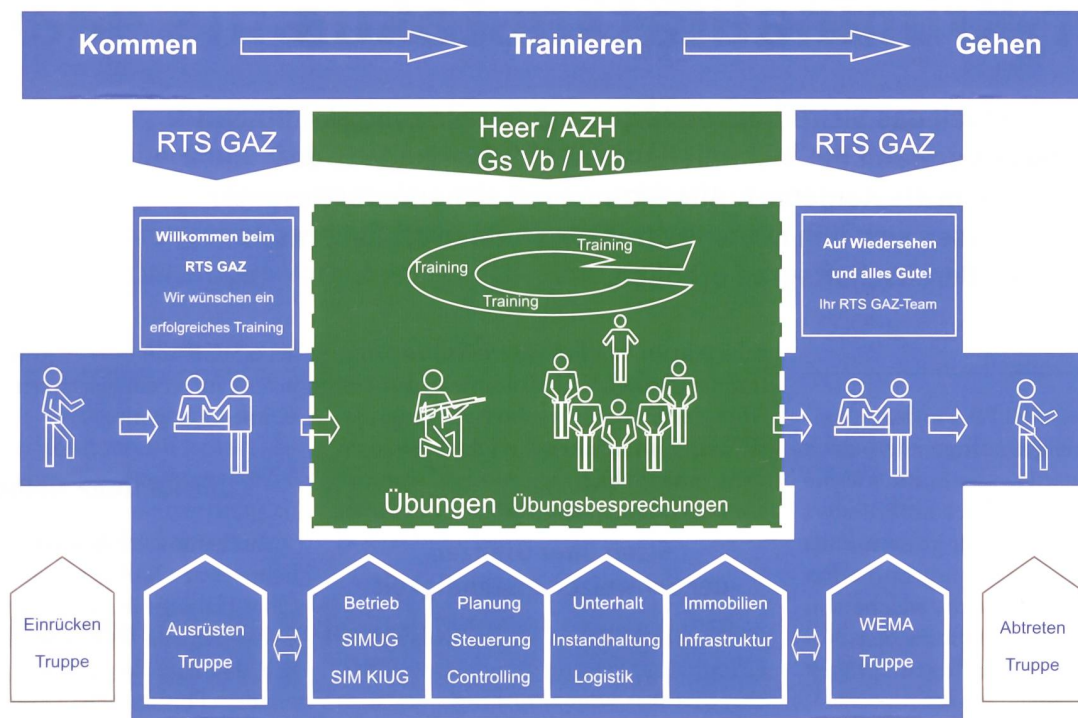 Kommen
Trainieren
Gehen
RTS GAZ
Heer / AZH
Gs Vb / LVb
RTS GAZ
Willkommen beim
RTS GAZ
Wir wünschen ein
erfolgreiches Training
Training
Training
Training
Auf Wiedersehen
und alles Gute!
Ihr RTS GAZ-Team
Übungen
Übungsbesprechungen
Einrücken
Truppe
Ausrüsten
Truppe
Betrieb
SIMUG
SIM KIUG
Planung
Steuerung
Controlling
Unterhalt
Instandhaltung
Logistik
Immobilien
Infrastruktur
WEMA
Truppe
Abtreten
Truppe